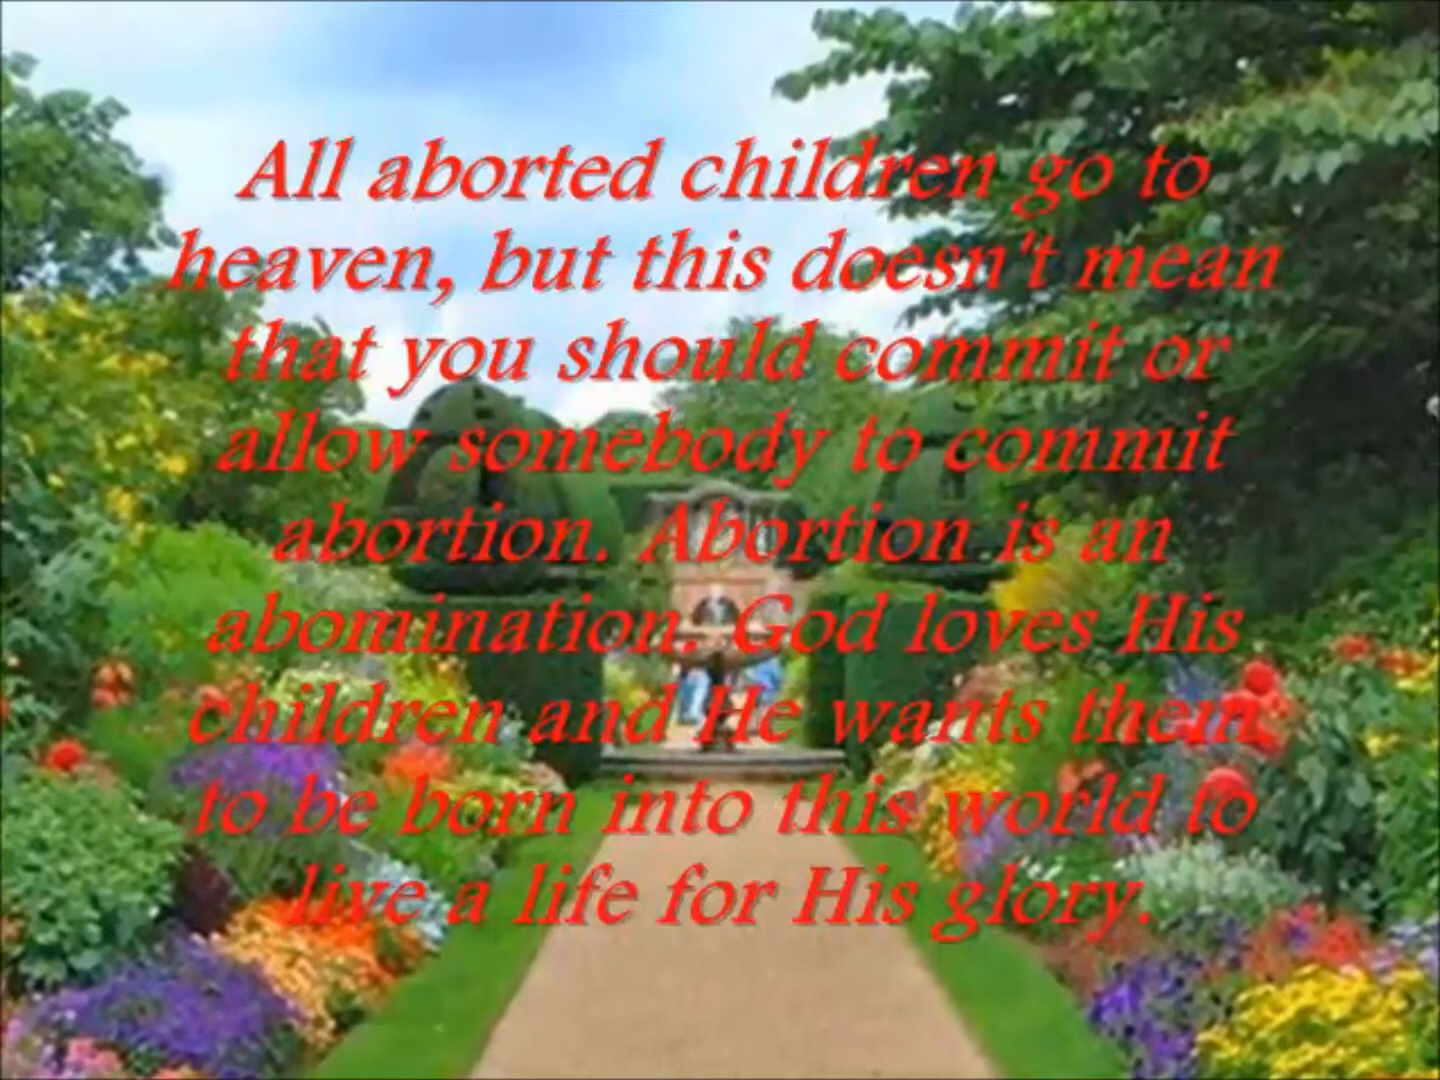 All aborted children go to
heaven, but this doesn't mean
that you should commit or
allow somebody to commit
abortion. Abortion is an
abomination. God loves His
children and He wants them
to be born into this world to
live a life for His glory.